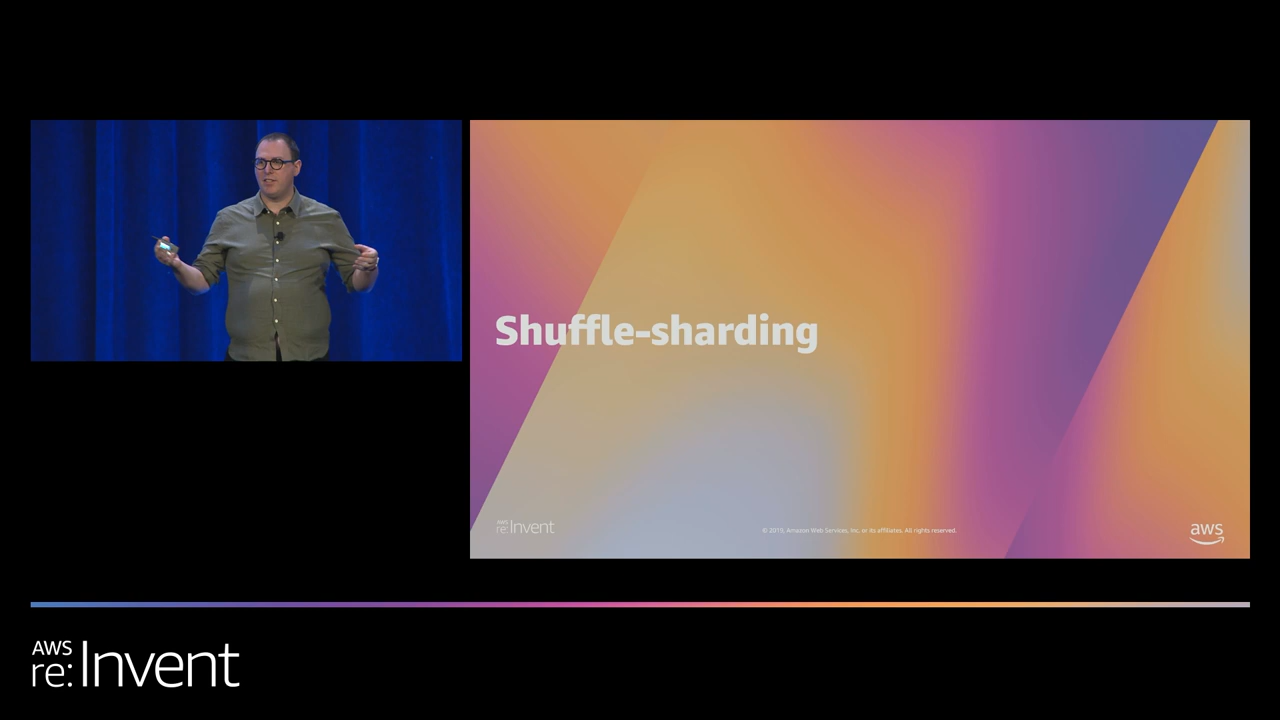 Shuffle-sharding
AWS
re:Invent
© 2019, Amazon Web Services, Inc. or its affiliates. All rights reserved.
aws
AWS
re:Invent